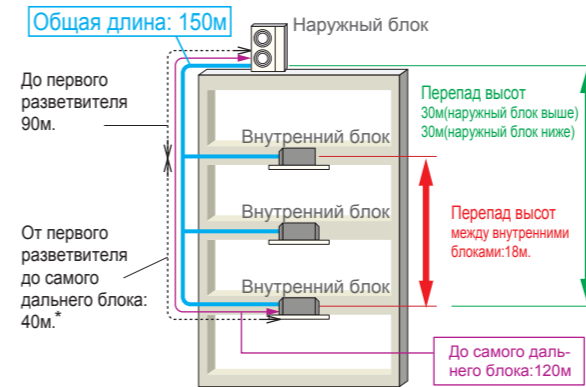 Общая длина: 150м
Наружный блок
До первого
разветвителя
90м.
Перепад высот
30м(наружный блок выше)
30м(наружный блок ниже)
Внутренний блок
Внутренний блок
Перепад высот
между внутренними
блоками:18м.
От первого
разветвителя
до самого
дальнего блока:
40м.*
Внутренний блок
До самого даль-
него блока:120м